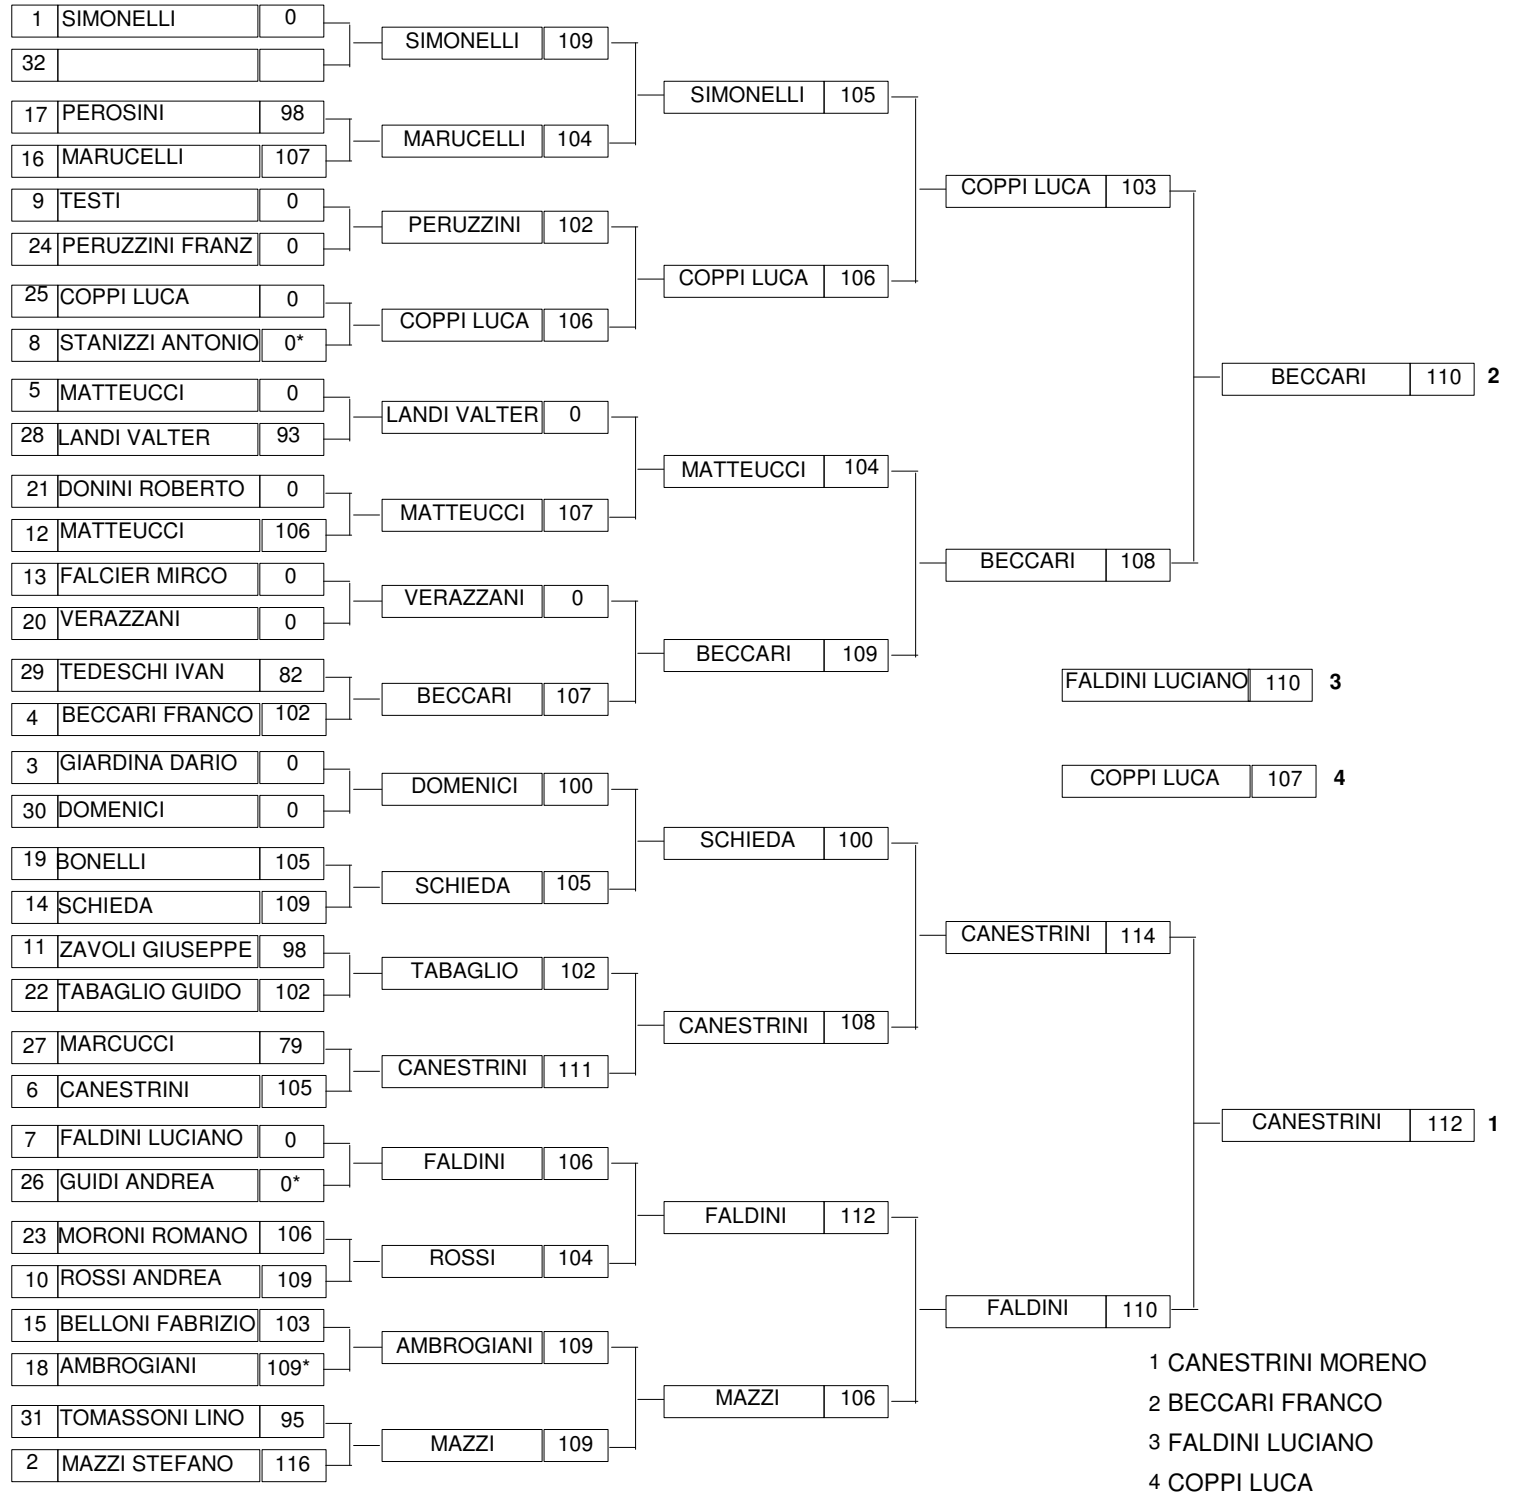 1 SIMONELLI 0
32
17 PEROSINI 98
16 MARUCELLI 107
9 TESTI 0
24 PERUZZINI FRANZ 0
25 COPPI LUCA 0
8 STANIZZI ANTONIO 0*
5 MATTEUCCI 0
28 LANDI VALTER 93
21 DONINI ROBERTO 0
12 MATTEUCCI 106
13 FALCIER MIRCO 0
20 VERAZZANI 0
29 TEDESCHI IVAN 82
4 BECCARI FRANCO 102
3 GIARDINA DARIO 0
30 DOMENICI 0
19 BONELLI 105
14 SCHIEDA 109
11 ZAVOLI GIUSEPPE 98
22 TABAGLIO GUIDO 102
27 MARCUCCI 79
6 CANESTRINI 105
7 FALDINI LUCIANO 0
26 GUIDI ANDREA 0*
23 MORONI ROMANO 106
10 ROSSI ANDREA 109
15 BELLONI FABRIZIO 103
18 AMBROGIANI 109*
31 TOMASSONI LINO 95
2 MAZZI STEFANO 116
SIMONELLI 109
MARUCELLI 104
PERUZZINI 102
COPPI LUCA 106
LANDI VALTER 0
MATTEUCCI 107
VERAZZANI 0
BECCARI 107
DOMENICI 100
SCHIEDA 105
TABAGLIO 102
CANESTRINI 111
FALDINI 106
ROSSI 104
AMBROGIANI 109
MAZZI 109
SIMONELLI 105
COPPI LUCA 106
MATTEUCCI 104
BECCARI 109
SCHIEDA 100
CANESTRINI 108
FALDINI 112
MAZZI 106
COPPI LUCA 103
BECCARI 108
CANESTRINI 114
FALDINI 110
BECCARI 110 2
FALDINI LUCIANO 110 3
COPPI LUCA 107 4
CANESTRINI 112 1
1 CANESTRINI MORENO
2 BECCARI FRANCO
3 FALDINI LUCIANO
4 COPPI LUCA